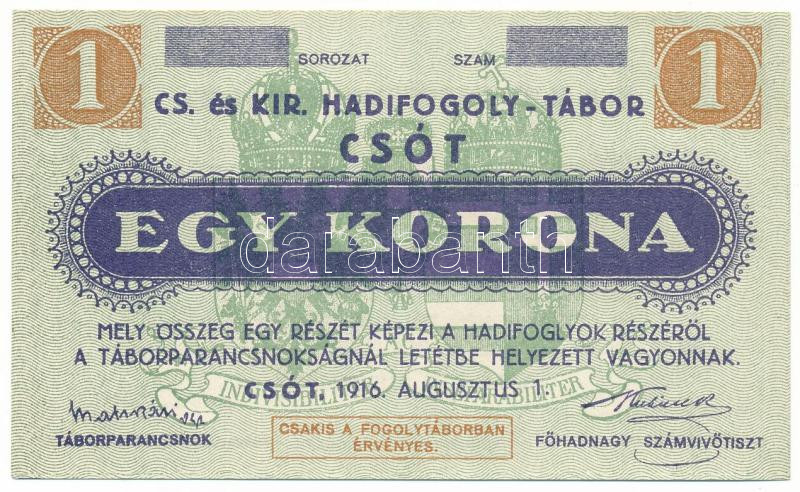 1 SOROZAT SZAM 1
CS. és KIR. HADIFOGOLY-TÁBOR
CSÓT
EGY KORONA
darabanth
MELY ÖSSZEG EGY RÉSZÉT KÉPEZI A HADIFOGLYOK RÉSZÉRŐL
A TÁBORPARANCSNOKSÁGNÁL LETÉTBE HELYEZETT VAGYONNAK.
CSÓT, 1916. AUGUSZTUS 1.
TÁBORPARANCSNOK
CSAKIS A FOGOLYTÁBORBAN
ÉRVÉNYES.
FŐHADNAGY SZÁMVIVŐTISZT